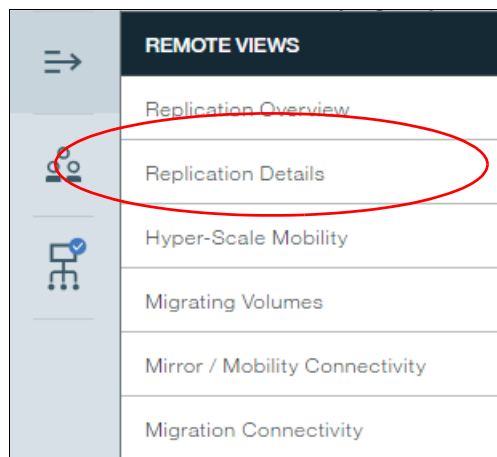 REMOTE VIEWS
Replication Overview
Replication Details
Hyper-Scale Mobility
Migrating Volumes
Mirror / Mobility Connectivity
Migration Connectivity